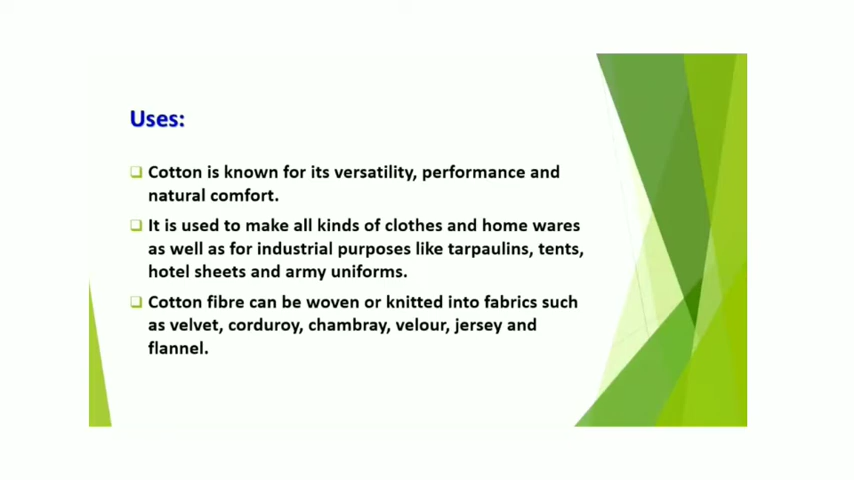 Uses:
Cotton is known for its versatility, performance and
natural comfort.
It is used to make all kinds of clothes and home wares
as well as for industrial purposes like tarpaulins, tents,
hotel sheets and army uniforms.
Cotton fibre can be woven or knitted into fabrics such
as velvet, corduroy, chambray, velour, jersey and
flannel.